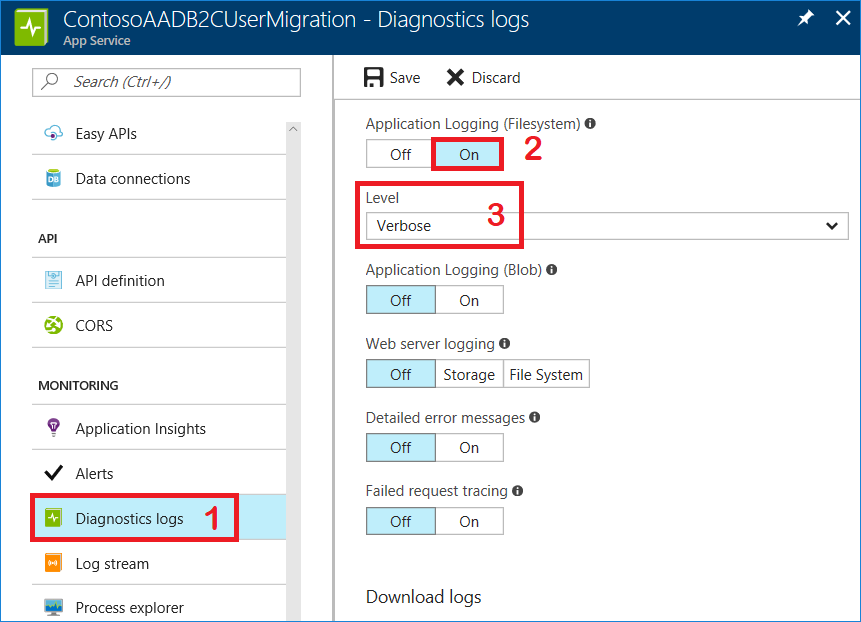 ContosoAADB2CUserMigration - Diagnostics logs
App Service
Search (Ctrl+/)
Easy APIs
DB
Data connections
API
API definition
CORS
MONITORING
Application Insights
Alerts
Diagnostics logs 1
Log stream
Process explorer
Save Discard
Application Logging (Filesystem)
Off On 2
Level
Verbose 3
Application Logging (Blob)
Off On
Web server logging
Off Storage File System
Detailed error messages
Off On
Failed request tracing
Off On
Download logs